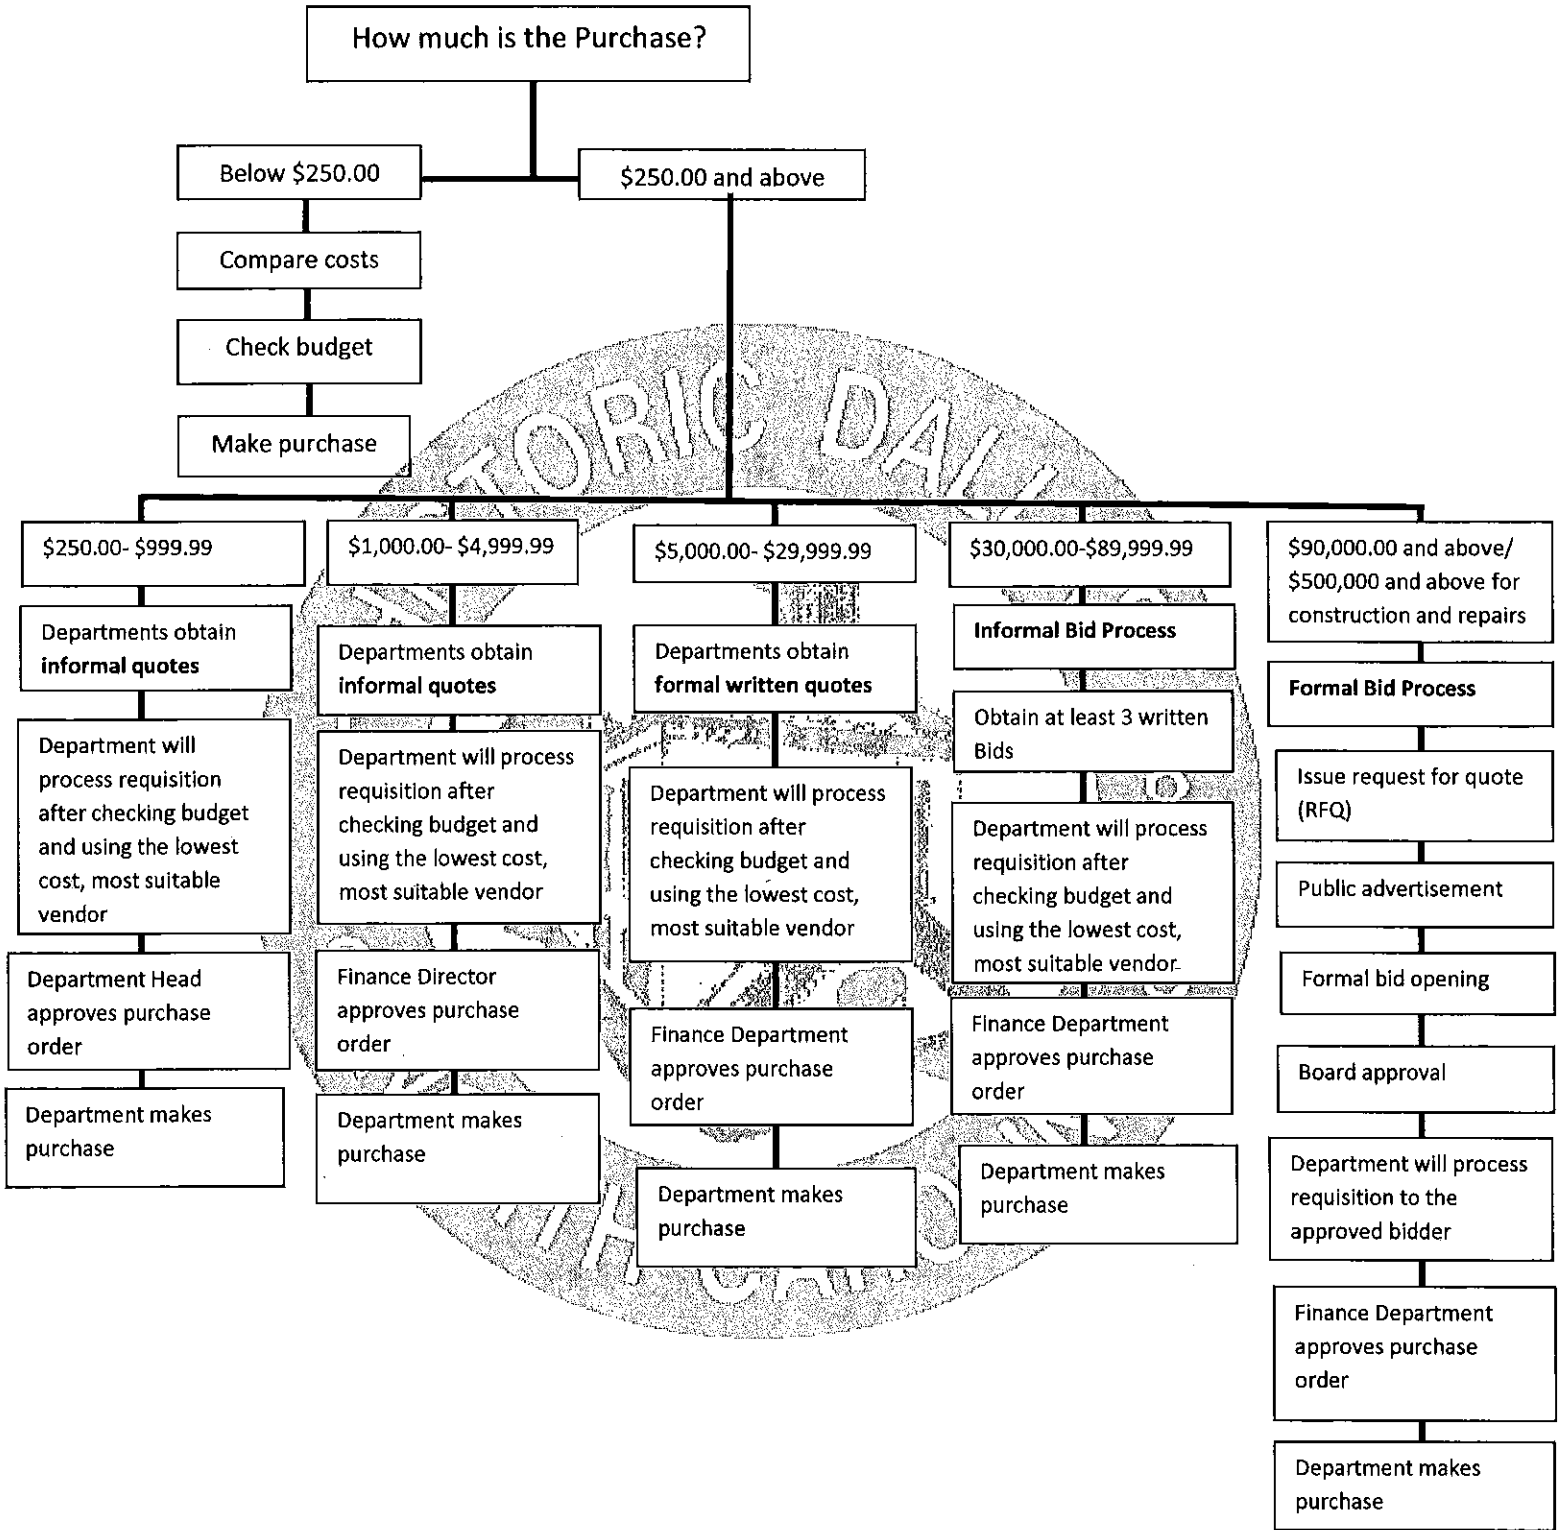 How much is the Purchase?
Below $250.00
$250.00 and above
Compare costs
Check budget
Make purchase
$250.00- $999.99
Departments obtain
informal quotes
Department will
process requisition
after checking budget
and using the lowest
cost, most suitable
vendor
Department Head
approves purchase
order
Department makes
purchase
$1,000.00- $4,999.99
Departments obtain
informal quotes
Department will process
requisition after
checking budget and
using the lowest cost,
most suitable vendor
Finance Director
approves purchase
order
Department makes
purchase
$5,000.00- $29,999.99
Departments obtain
formal written quotes
Department will process
requisition after
checking budget and
using the lowest cost,
most suitable vendor
Finance Department
approves purchase
order
Department makes
purchase
$30,000.00-$89,999.99
Informal Bid Process
Obtain at least 3 written
Bids
Department will process
requisition after
checking budget and
using the lowest cost,
most suitable vendor
Finance Department
approves purchase
order
Department makes
purchase
$90,000.00 and above/
$500,000 and above for
construction and repairs
Formal Bid Process
Issue request for quote
(RFQ)
Public advertisement
Formal bid opening
Board approval
Department will process
requisition to the
approved bidder
Finance Department
approves purchase
order
Department makes
purchase